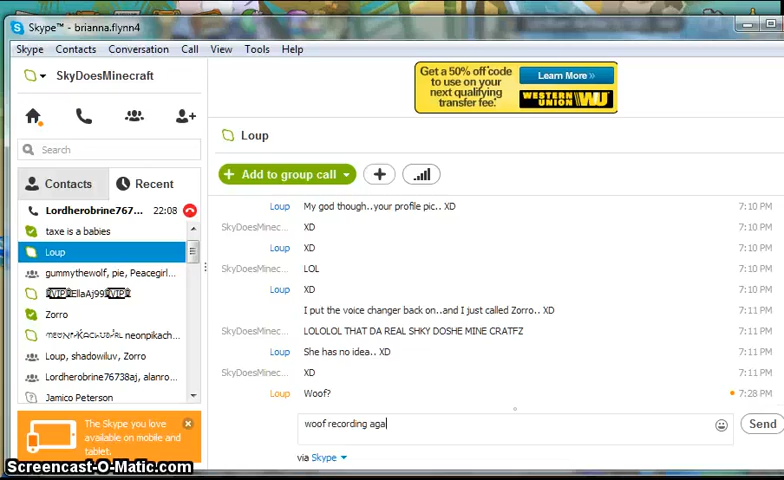 Skype™ - brianna.flynn4
Skype Contacts Conversation Call View Tools Help
SkyDoesMinecraft
Search
Contacts Recent
Lordherobrine767... 22:08
taxe is a babies
Loup
gummythewolf, pie, Peacegirl...
VIP EllaAj99 VIP
Zorro
neonpikach...
Loup, shadowiluv, Zorro
Lordherobrine76738aj, alanro...
Jamico Peterson
The Skype you love
available on mobile and
tablet.
Screencast-O-Matic.com
Get a 50% off code
to use on your
next qualifying
transfer fee.
Learn More »
WESTERN
UNION WU
Loup
Add to group call
Loup My god though..your profile pic.. XD 7:10 PM
SkyDoesMinec... XD 7:10 PM
Loup XD 7:10 PM
SkyDoesMinec... LOL 7:10 PM
Loup XD 7:10 PM
I put the voice changer back on..and I just called Zorro.. XD 7:11 PM
SkyDoesMinec... LOLOLOL THAT DA REAL SHKY DOSHE MINE CRATFZ 7:11 PM
Loup She has no idea.. XD 7:11 PM
SkyDoesMinec... XD 7:11 PM
Loup Woof? 7:28 PM
woof recording aga
Send
via Skype